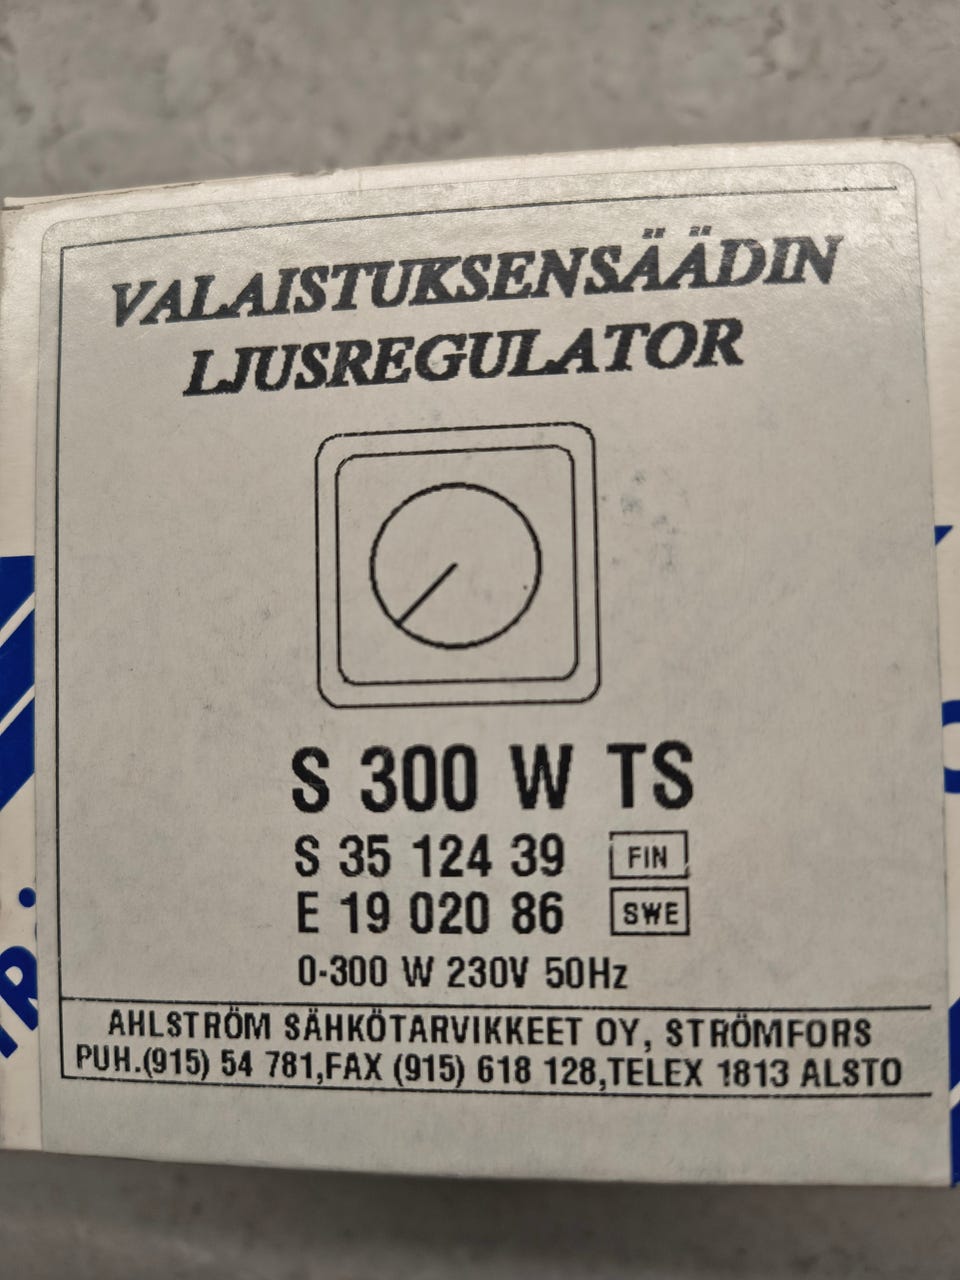 VALAISTUKSENSÄÄDIN
LJUSREGULATOR
S 300 W TS
S 35 124 39 FIN
E 19 020 86 SWE
0-300 W 230V 50Hz
AHLSTRÖM SÄHKÖTARVIKKEET OY, STRÖMFORS
PUH.(915) 54 781,FAX (915) 618 128,TELEX 1813 ALSTO